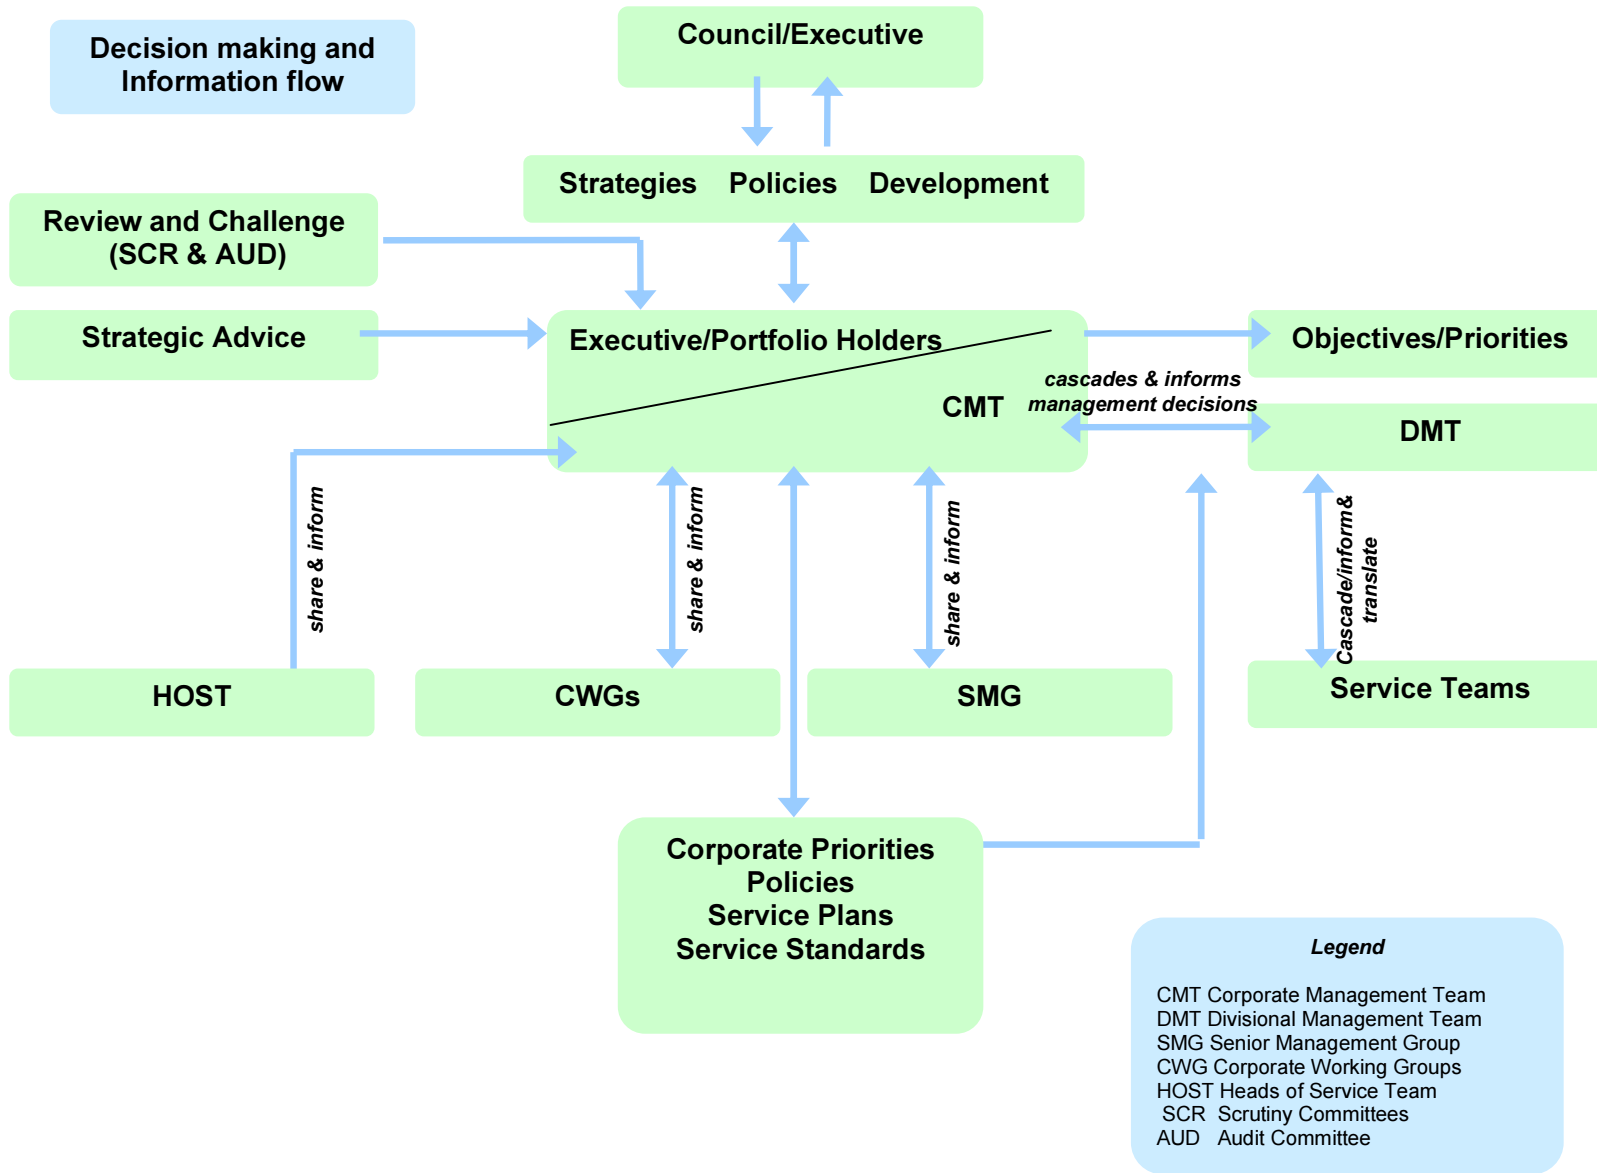 Decision making and
Information flow
Council/Executive
Strategies Policies Development
Review and Challenge
(SCR & AUD)
Strategic Advice
Executive/Portfolio Holders
CMT
Objectives/Priorities
cascades & informs
management decisions
DMT
share & inform
share & inform
share & inform
Cascade/inform&
translate
HOST
CWGs
SMG
Service Teams
Corporate Priorities
Policies
Service Plans
Service Standards
Legend
CMT Corporate Management Team
DMT Divisional Management Team
SMG Senior Management Group
CWG Corporate Working Groups
HOST Heads of Service Team
SCR Scrutiny Committees
AUD Audit Committee